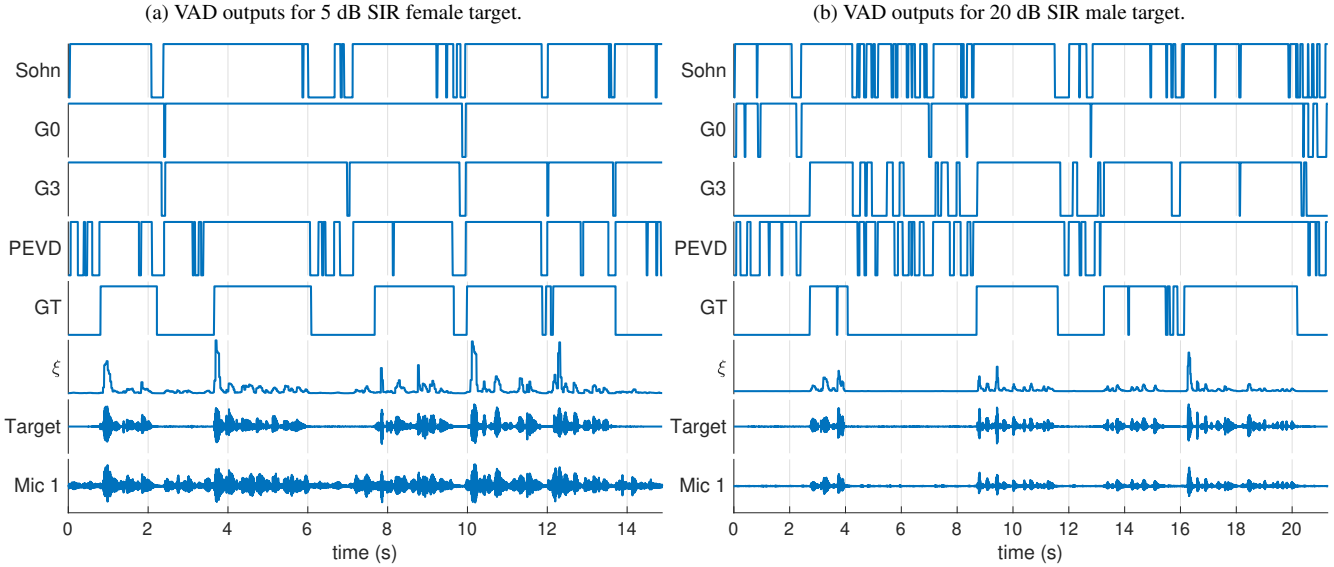 (a) VAD outputs for 5 dB SIR female target.
Sohn
G0
G3
PEVD
GT
ξ
Target
Mic 1
0 2 4 6 8 10 12 14
time (s)
(b) VAD outputs for 20 dB SIR male target.
Sohn
G0
G3
PEVD
GT
ξ
Target
Mic 1
0 2 4 6 8 10 12 14 16 18 20
time (s)